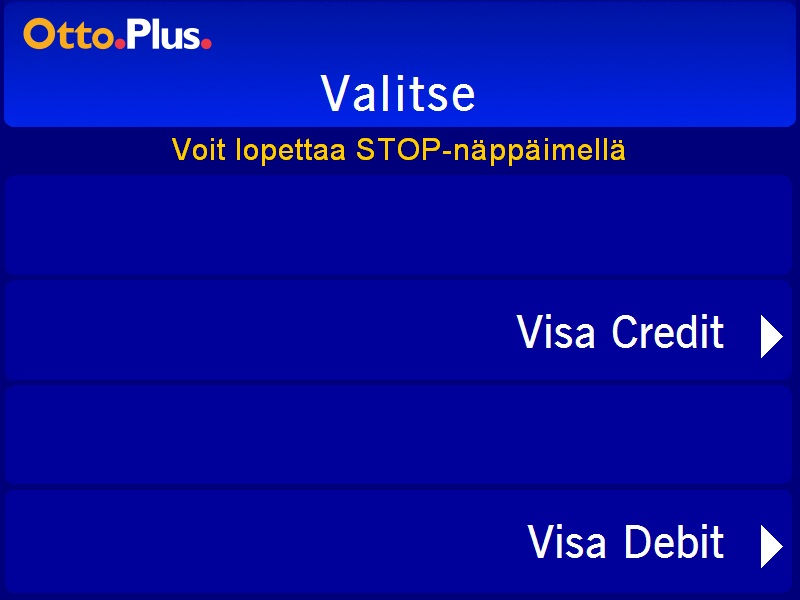 Otto.Plus.
Valitse
Voit lopettaa STOP-näppäimellä
Visa Credit
Visa Debit